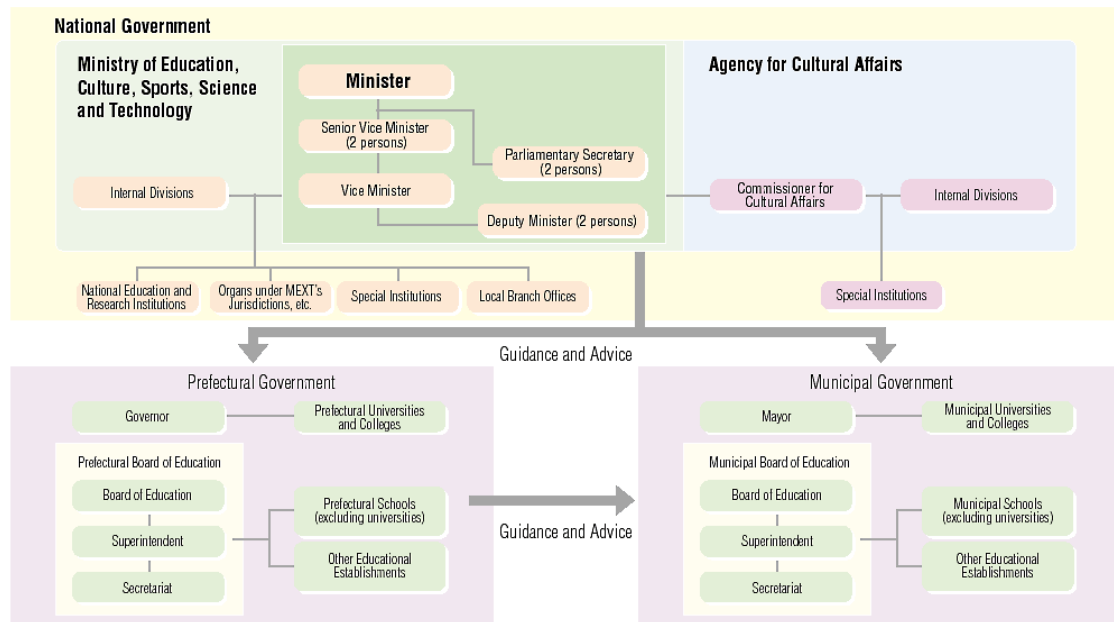 National Government
Ministry of Education,
Culture, Sports, Science
and Technology
Minister
Senior Vice Minister
(2 persons)
Parliamentary Secretary
(2 persons)
Vice Minister
Deputy Minister (2 persons)
Internal Divisions
National Education and
Research Institutions
Organs under MEXT's
Jurisdictions, etc.
Special Institutions
Local Branch Offices
Agency for Cultural Affairs
Commissioner for
Cultural Affairs
Internal Divisions
Special Institutions
Guidance and Advice
Prefectural Government
Governor
Prefectural Universities
and Colleges
Prefectural Board of Education
Board of Education
Superintendent
Secretariat
Prefectural Schools
(excluding universities)
Other Educational
Establishments
Guidance and Advice
Municipal Government
Mayor
Municipal Universities
and Colleges
Municipal Board of Education
Board of Education
Superintendent
Secretariat
Municipal Schools
(excluding universities)
Other Educational
Establishments